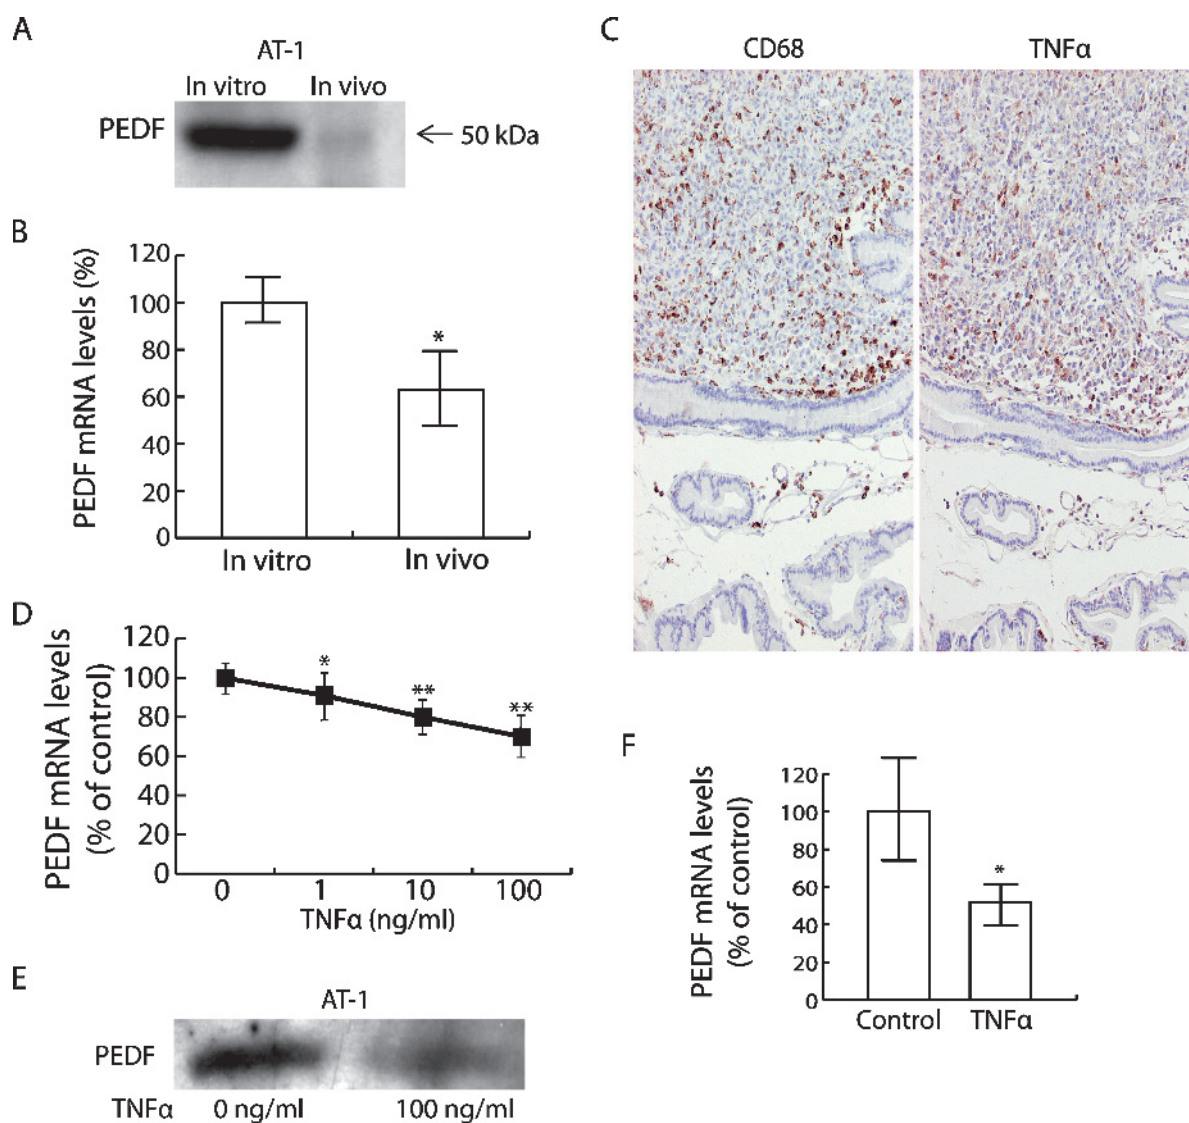 A
AT-1
In vitro In vivo
PEDF
← 50 kDa
B
PEDF mRNA levels (%)
120
100
80
60
40
20
0
*
In vitro
In vivo
C
CD68
TNFα
D
PEDF mRNA levels
(% of control)
120
100
80
60
40
20
0
*
**
**
0 1 10 100
TNFα (ng/ml)
E
AT-1
PEDF
TNFα 0 ng/ml 100 ng/ml
F
PEDF mRNA levels
(% of control)
120
100
80
60
40
20
0
*
Control TNFα